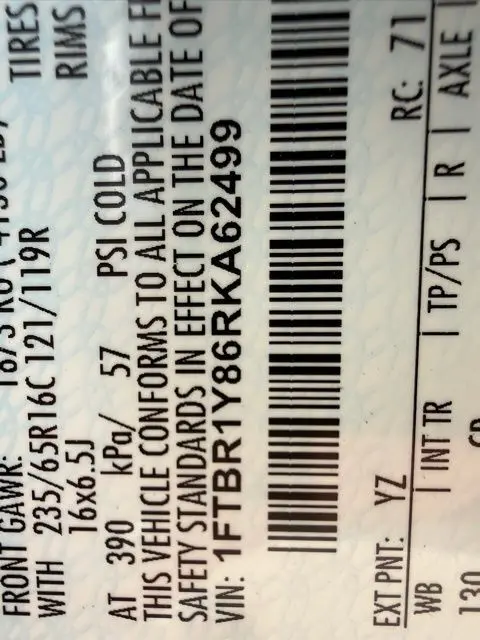 FRONT GAWR: TIRES
WITH 235/65R16C 121/119R RIMS
16x6.5J
AT 390 kPa/ 57 PSI COLD
THIS VEHICLE CONFORMS TO ALL APPLICABLE
SAFETY STANDARDS IN EFFECT ON THE DATE OF
VIN: 1FTBR1Y86RKA62499
EXT PNT: YZ RC: 71
WB | INT TR | TP/PS | R | AXLE
130